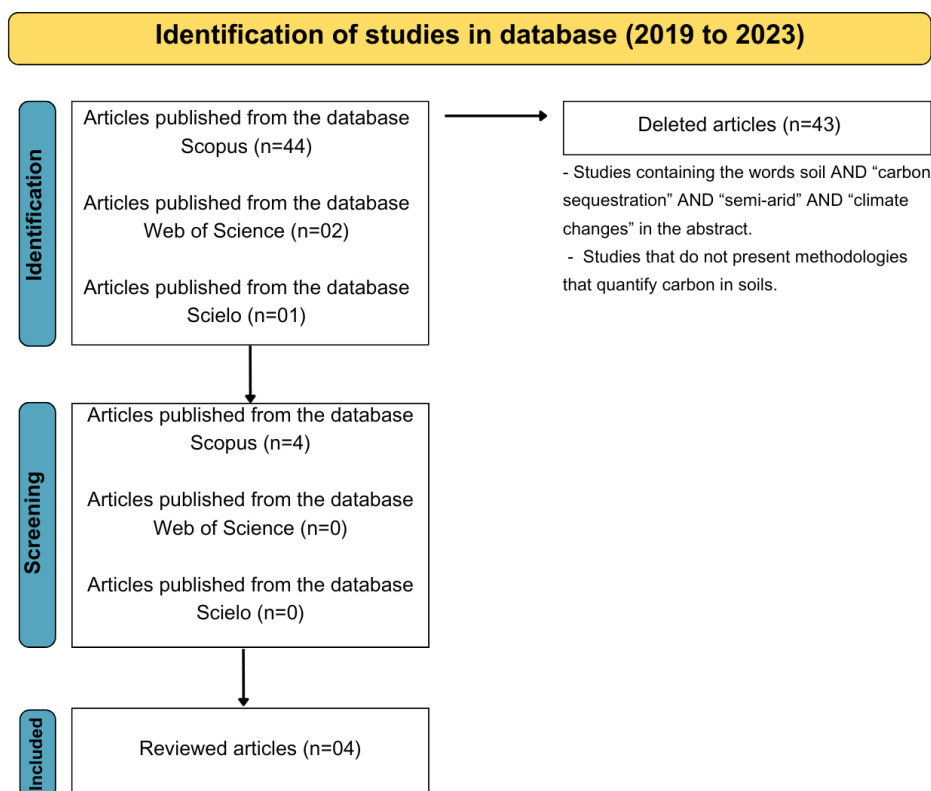 Identification of studies in database (2019 to 2023)
Identification
Articles published from the database
Scopus (n=44)
Articles published from the database
Web of Science (n=02)
Articles published from the database
Scielo (n=01)
Deleted articles (n=43)
- Studies containing the words soil AND “carbon
sequestration” AND “semi-arid” AND “climate
changes” in the abstract.
- Studies that do not present methodologies
that quantify carbon in soils.
Screening
Articles published from the database
Scopus (n=4)
Articles published from the database
Web of Science (n=0)
Articles published from the database
Scielo (n=0)
Included
Reviewed articles (n=04)